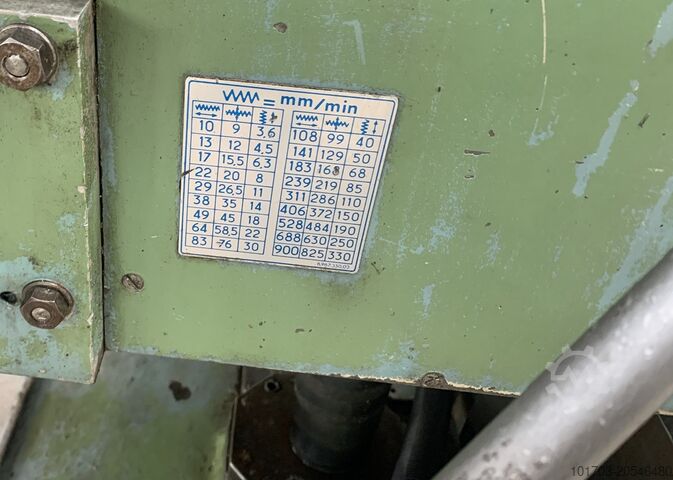 = mm/min
10 9 3,6 108 99 40
13 12 4,5 141 129 50
17 15,5 6,3 183 168 68
22 20 8 239 219 85
29 26,5 11 311 286 110
38 35 14 406 372 150
49 45 18 528 484 190
64 58,5 22 688 630 250
83 76 30 900 825 330